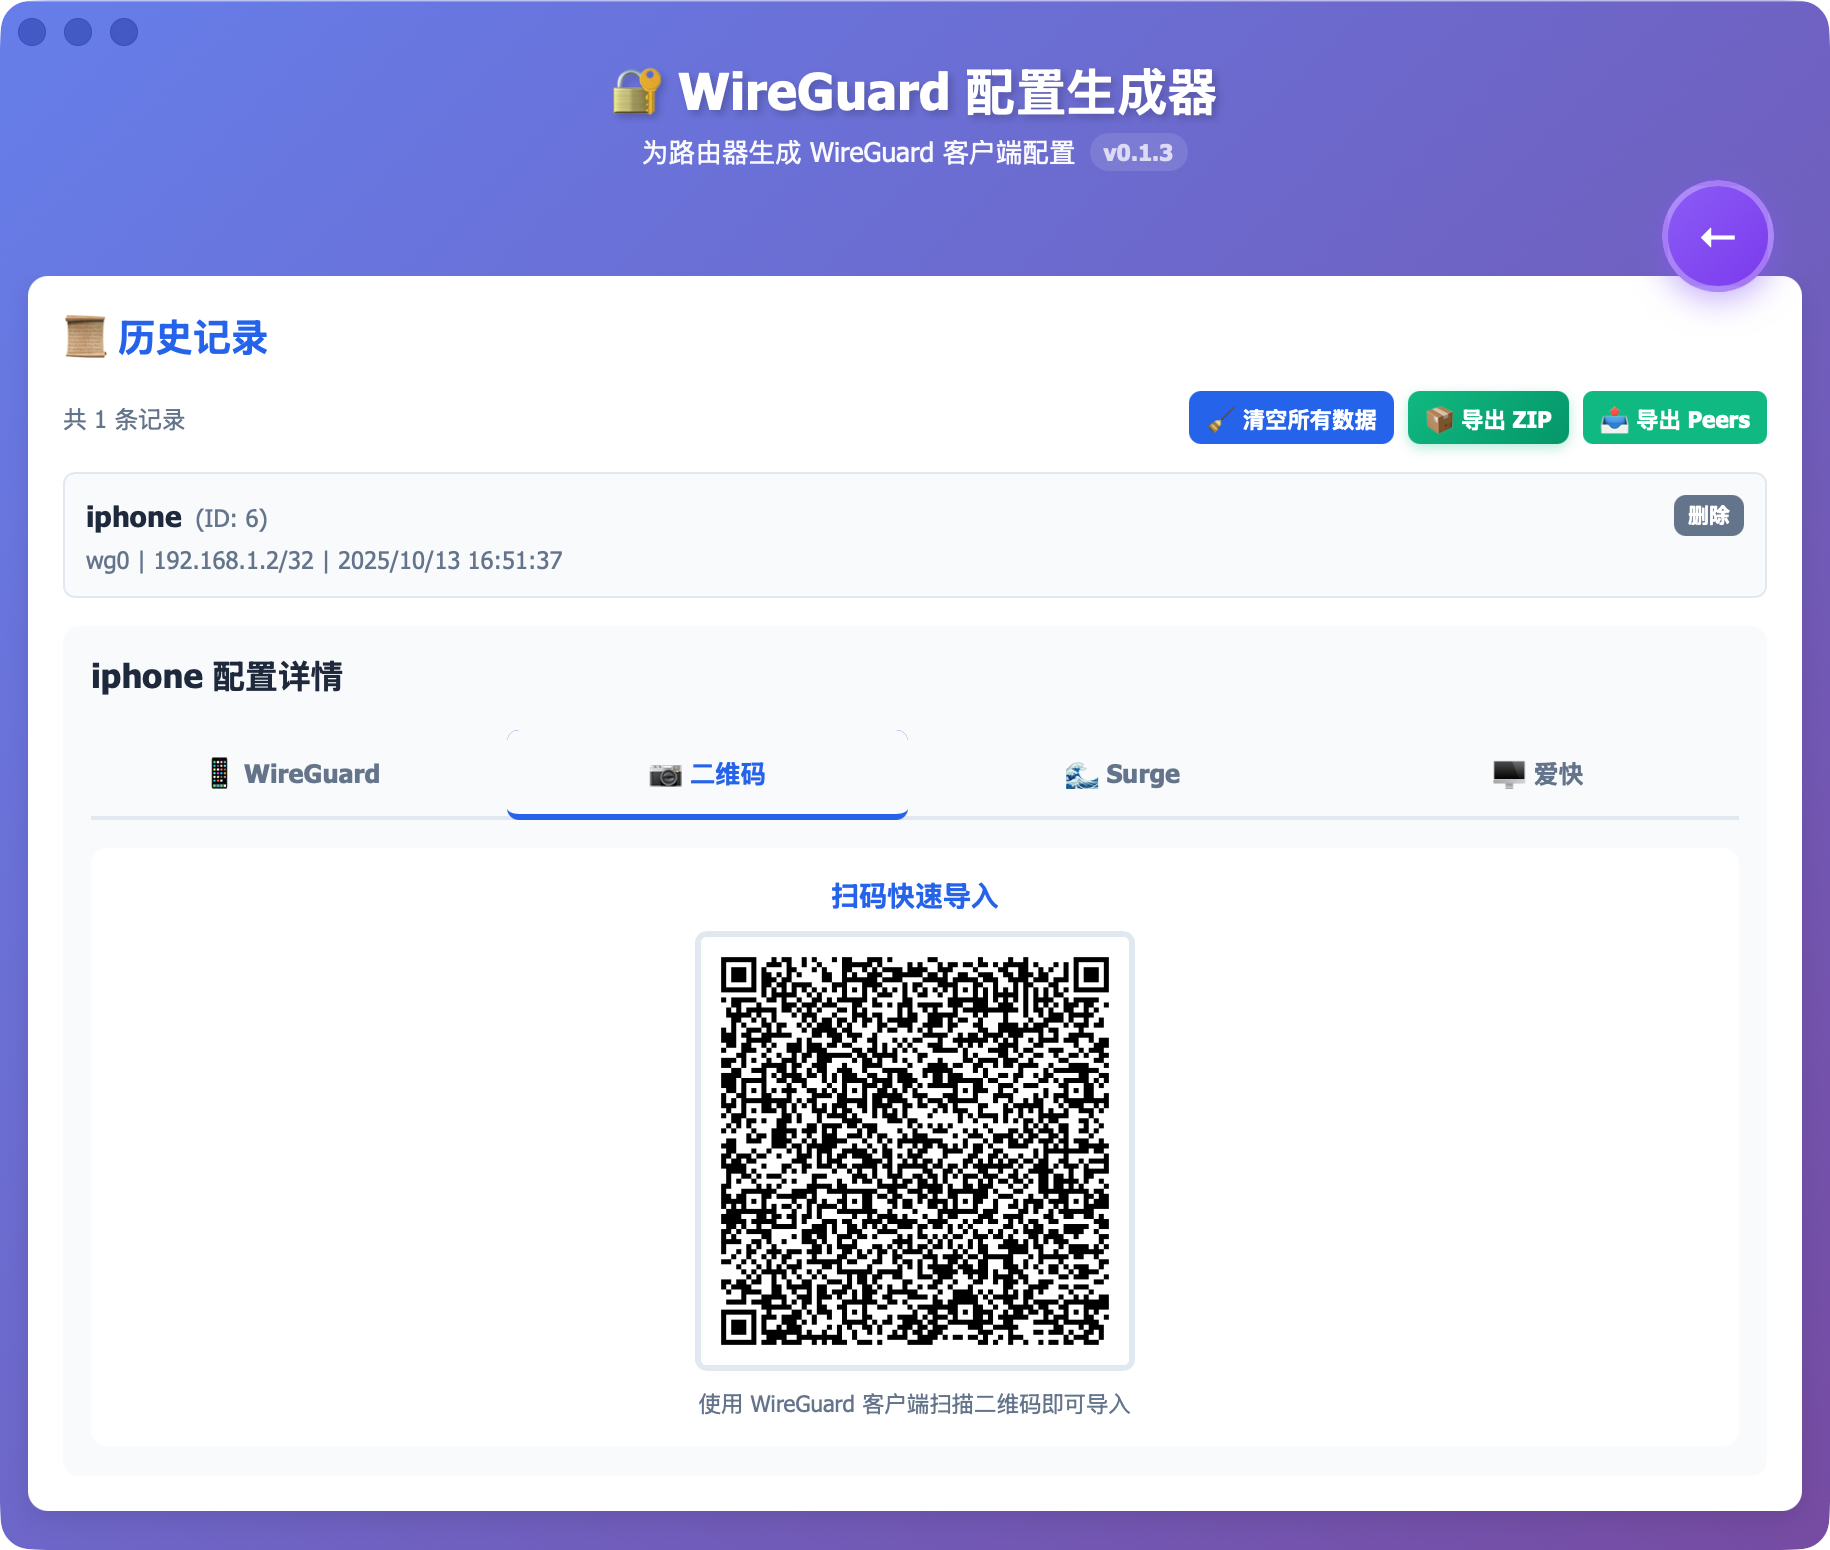 WireGuard 配置生成器
为路由器生成 WireGuard 客户端配置 v0.1.3
←
历史记录
共 1 条记录
清空所有数据
导出 ZIP
导出 Peers
iphone (ID: 6)
删除
wg0 | 192.168.1.2/32 | 2025/10/13 16:51:37
iphone 配置详情
WireGuard
二维码
Surge
爱快
扫码快速导入
使用 WireGuard 客户端扫描二维码即可导入